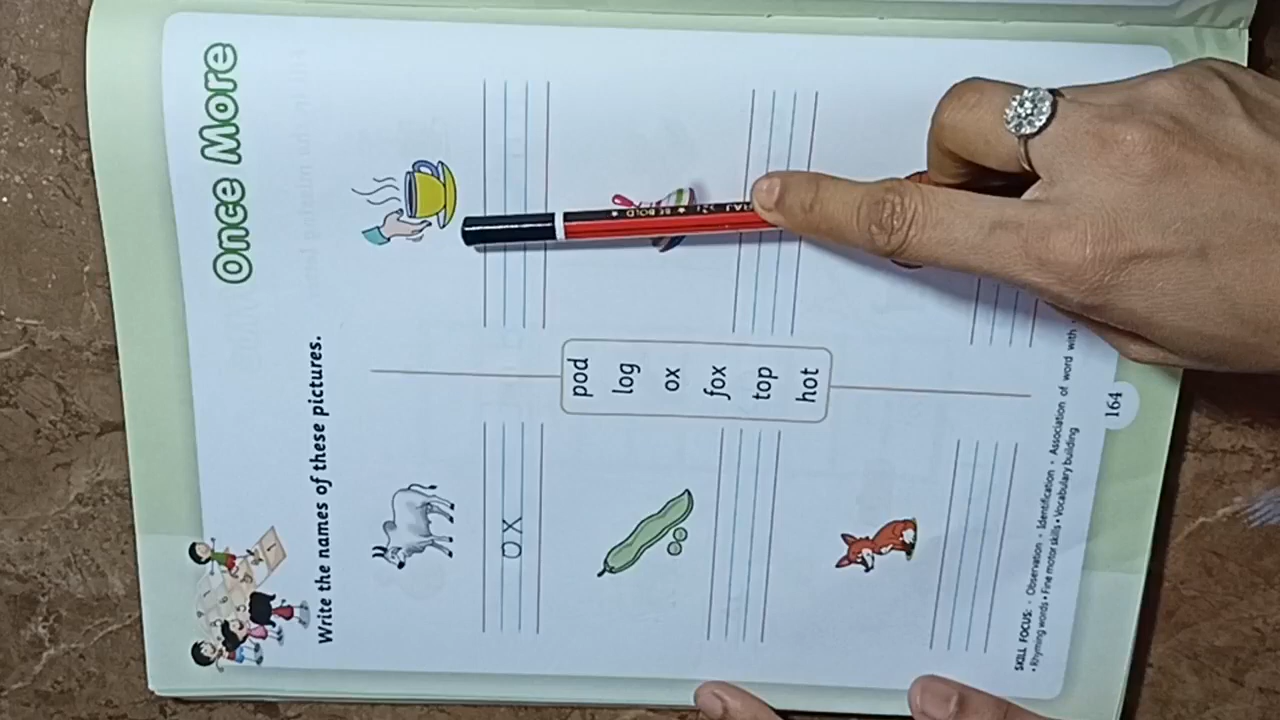 Once More
Write the names of these pictures.
ox
pod
log
ox
fox
top
hot
RAJ
★ BE BOLD ★
SKILL FOCUS: • Observation • Identification • Association of word with
• Rhyming words • Fine motor skills • Vocabulary building
164